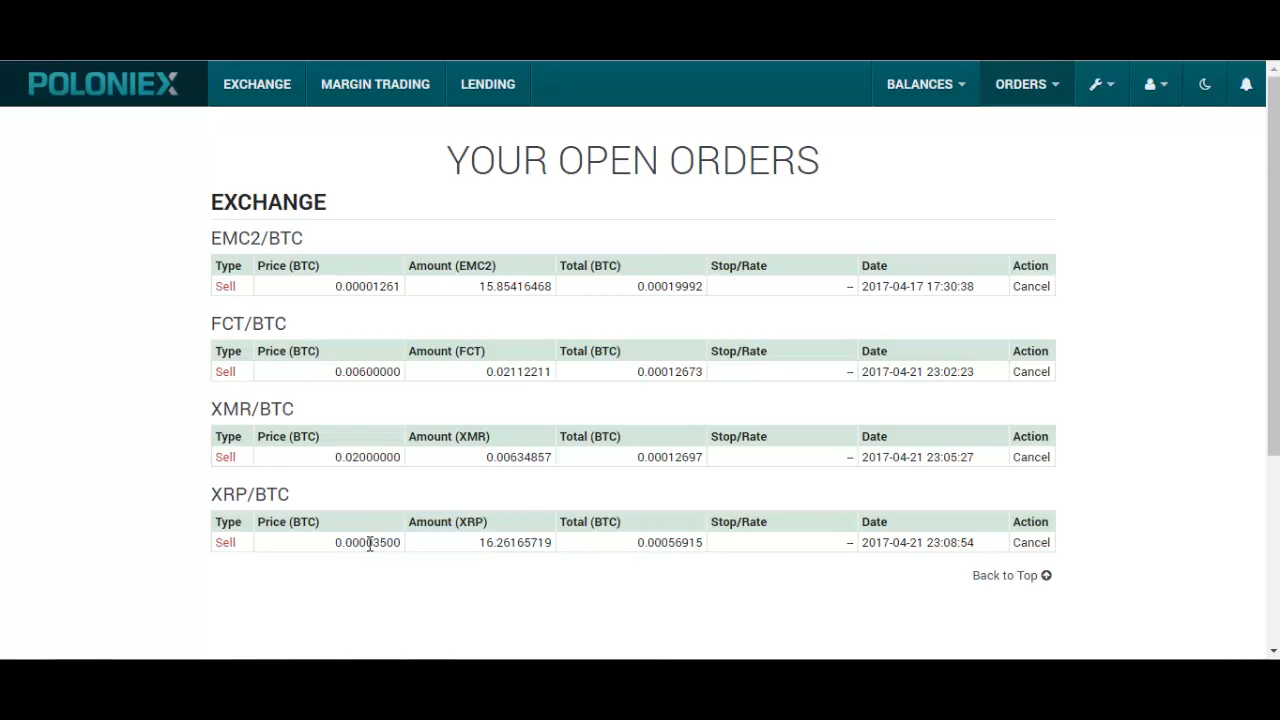 POLONIEX EXCHANGE MARGIN TRADING LENDING BALANCES ORDERS
YOUR OPEN ORDERS
EXCHANGE
EMC2/BTC
Type Price (BTC) Amount (EMC2) Total (BTC) Stop/Rate Date Action
Sell 0.00001261 15.85416468 0.00019992 -- 2017-04-17 17:30:38 Cancel
FCT/BTC
Type Price (BTC) Amount (FCT) Total (BTC) Stop/Rate Date Action
Sell 0.00600000 0.02112211 0.00012673 -- 2017-04-21 23:02:23 Cancel
XMR/BTC
Type Price (BTC) Amount (XMR) Total (BTC) Stop/Rate Date Action
Sell 0.02000000 0.00634857 0.00012697 -- 2017-04-21 23:05:27 Cancel
XRP/BTC
Type Price (BTC) Amount (XRP) Total (BTC) Stop/Rate Date Action
Sell 0.00003500 16.26165719 0.00056915 -- 2017-04-21 23:08:54 Cancel
Back to Top